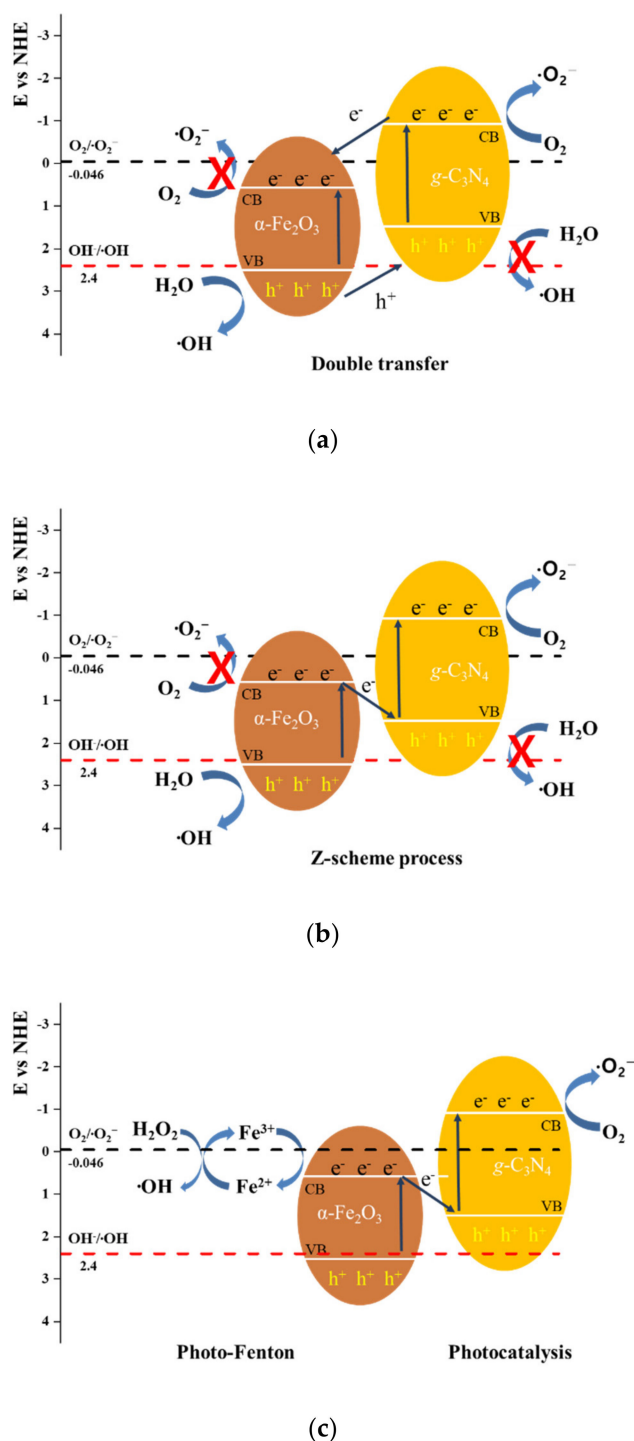 E vs NHE
-3
-2
-1
0
1
2
3
4
O₂/·O₂⁻
-0.046
OH⁻/·OH
2.4
·O₂⁻
X
O₂
H₂O
·OH
e⁻ e⁻ e⁻
CB
α-Fe₂O₃
VB
h⁺ h⁺ h⁺
e⁻
h⁺
e⁻ e⁻ e⁻
CB
g-C₃N₄
VB
h⁺ h⁺ h⁺
·O₂⁻
O₂
H₂O
X
·OH
Double transfer
(a)
E vs NHE
-3
-2
-1
0
1
2
3
4
O₂/·O₂⁻
-0.046
OH⁻/·OH
2.4
·O₂⁻
X
O₂
H₂O
·OH
e⁻ e⁻ e⁻
CB
α-Fe₂O₃
VB
h⁺ h⁺ h⁺
e⁻
e⁻ e⁻ e⁻
CB
g-C₃N₄
VB
h⁺ h⁺ h⁺
·O₂⁻
O₂
H₂O
X
·OH
Z-scheme process
(b)
E vs NHE
-3
-2
-1
0
1
2
3
4
O₂/·O₂⁻
-0.046
OH⁻/·OH
2.4
H₂O₂
Fe³⁺
·OH
Fe²⁺
e⁻ e⁻ e⁻
CB
α-Fe₂O₃
VB
h⁺ h⁺ h⁺
e⁻
e⁻ e⁻ e⁻
CB
g-C₃N₄
VB
h⁺ h⁺ h⁺
·O₂⁻
O₂
Photo-Fenton
Photocatalysis
(c)